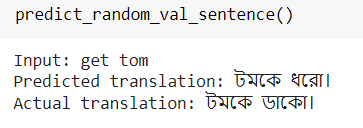 predict_random_val_sentence()
Input: get tom
Predicted translation: টমকে ধরো।
Actual translation: টমকে ডাকো।